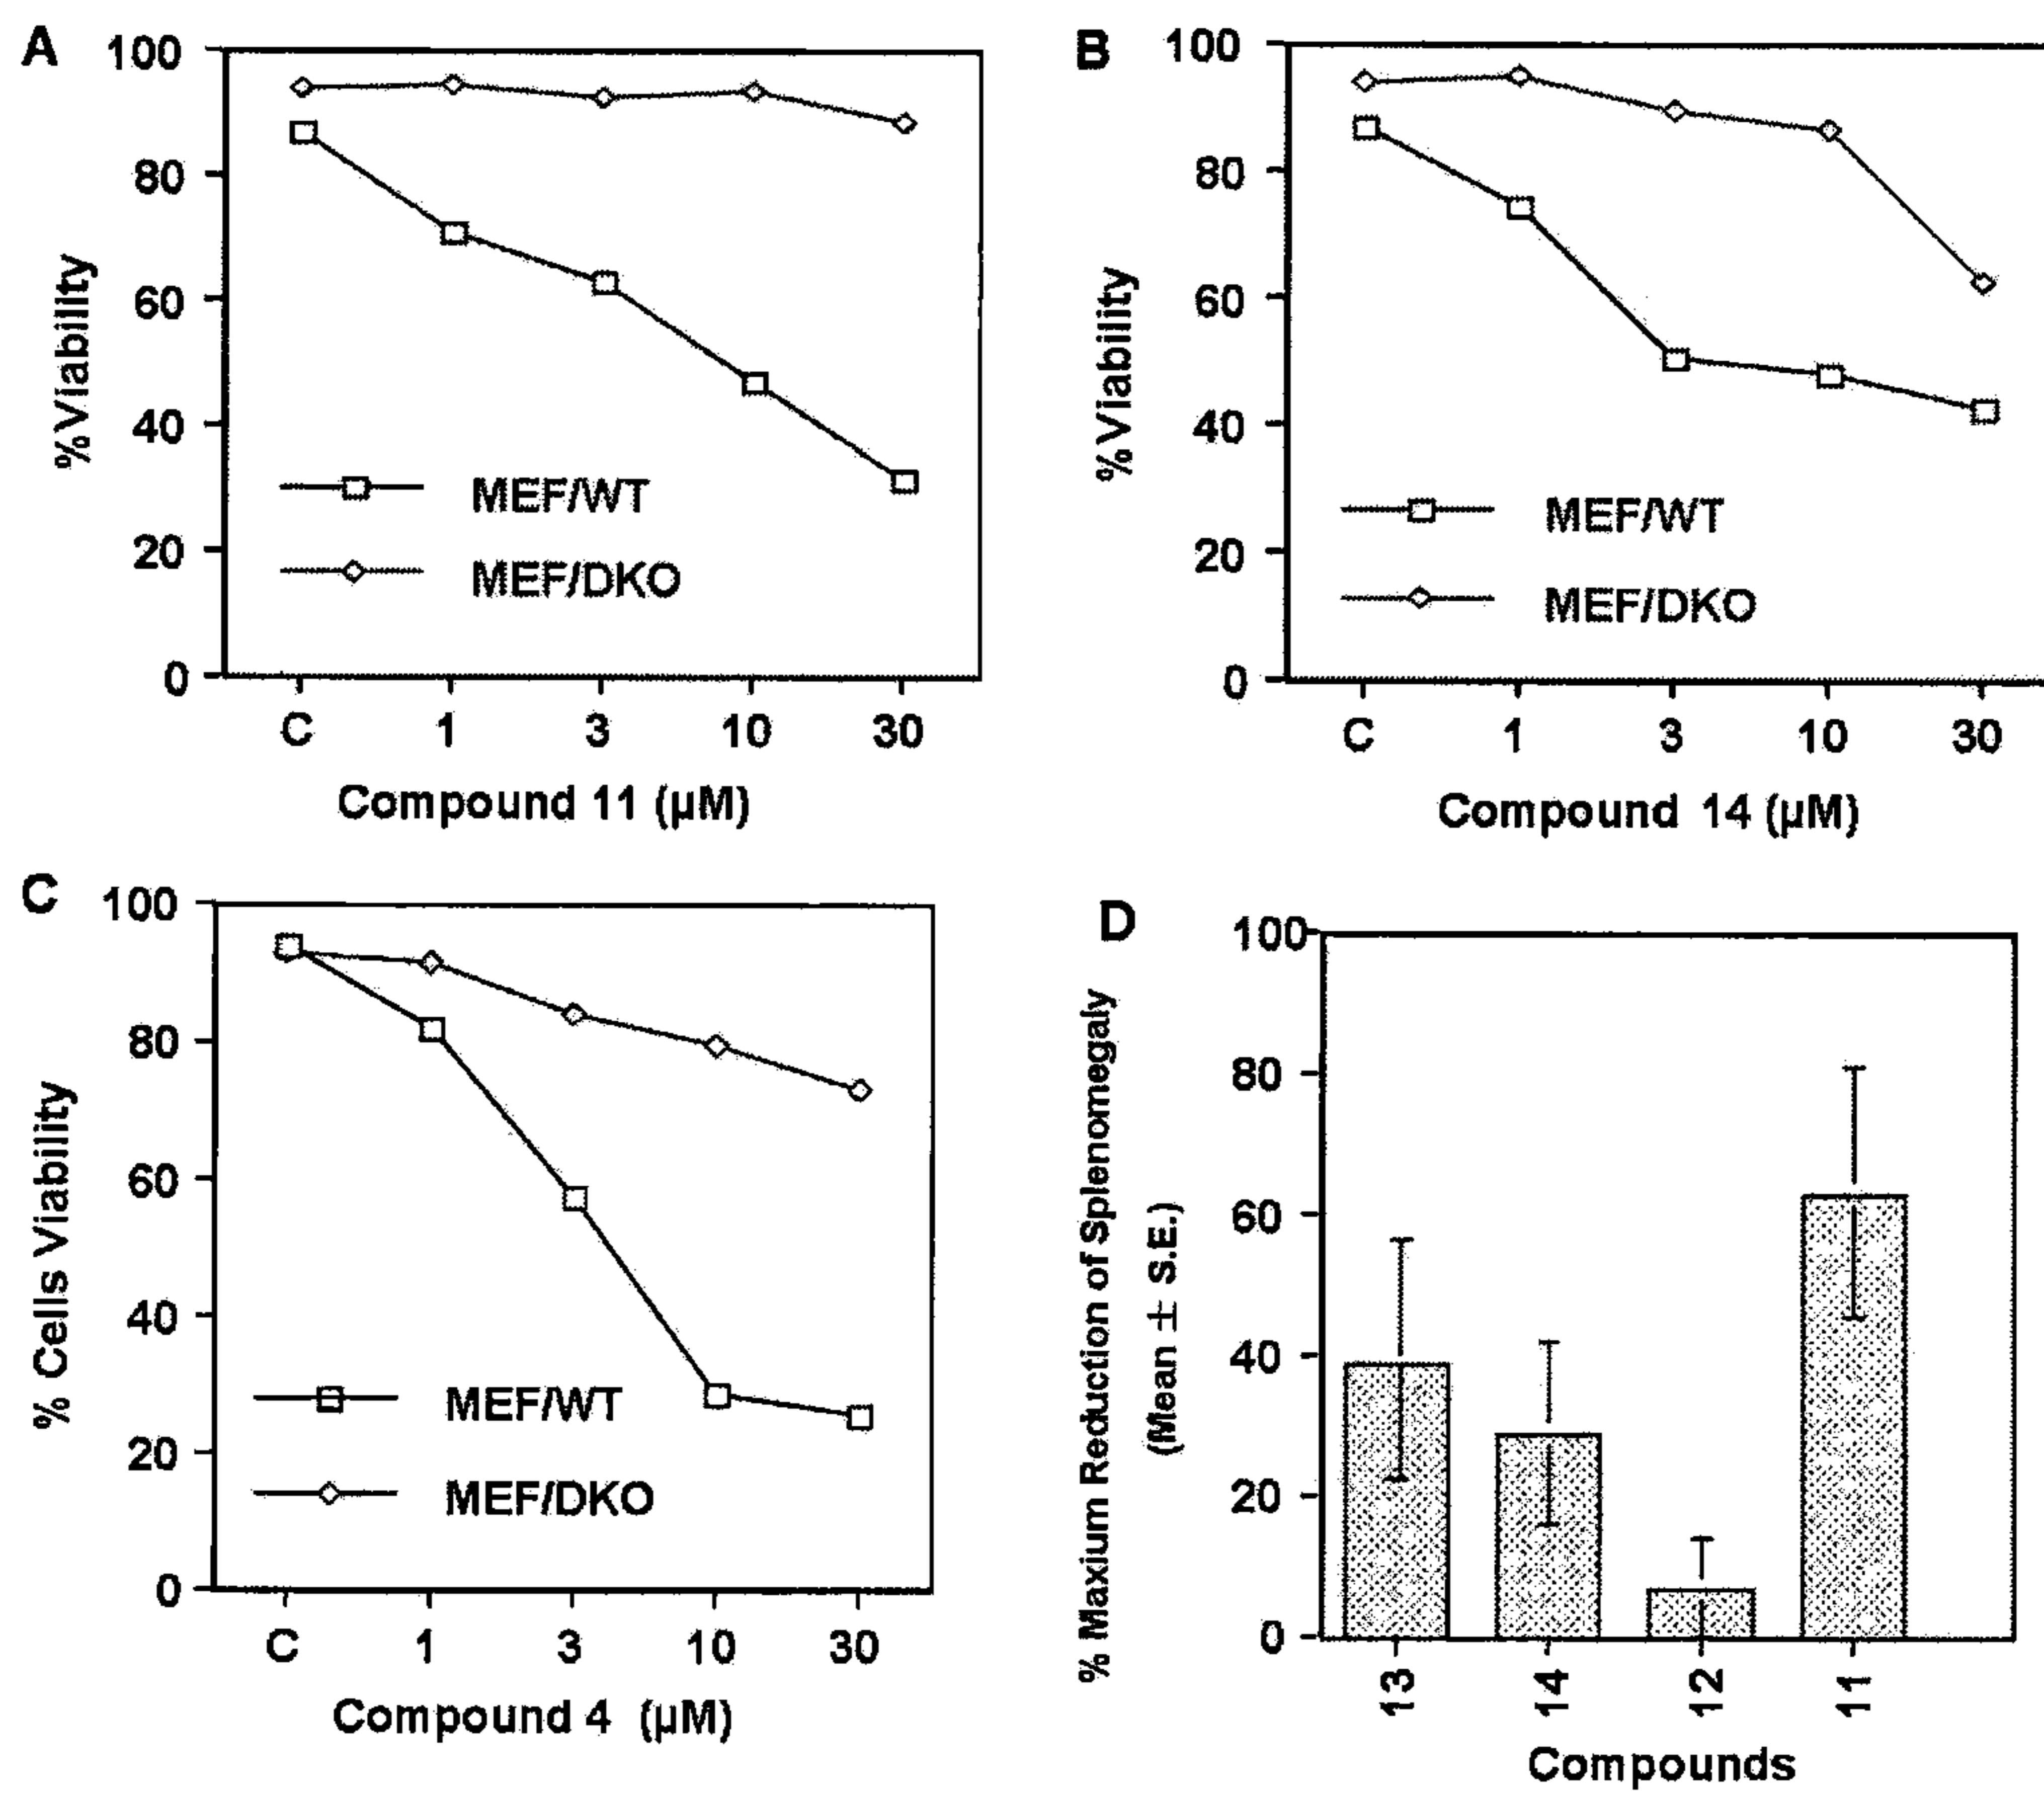 A
100
80
60
40
20
0
%Viability
MEF/WT
MEF/DKO
C 1 3 10 30
Compound 11 (µM)
B
100
80
60
40
20
0
%Viability
MEF/WT
MEF/DKO
C 1 3 10 30
Compound 14 (µM)
C
100
80
60
40
20
0
% Cells Viability
MEF/WT
MEF/DKO
C 1 3 10 30
Compound 4 (µM)
D
100
80
60
40
20
0
% Maxium Reduction of Splenomegaly
(Mean ± S.E.)
13 14 12 11
Compounds